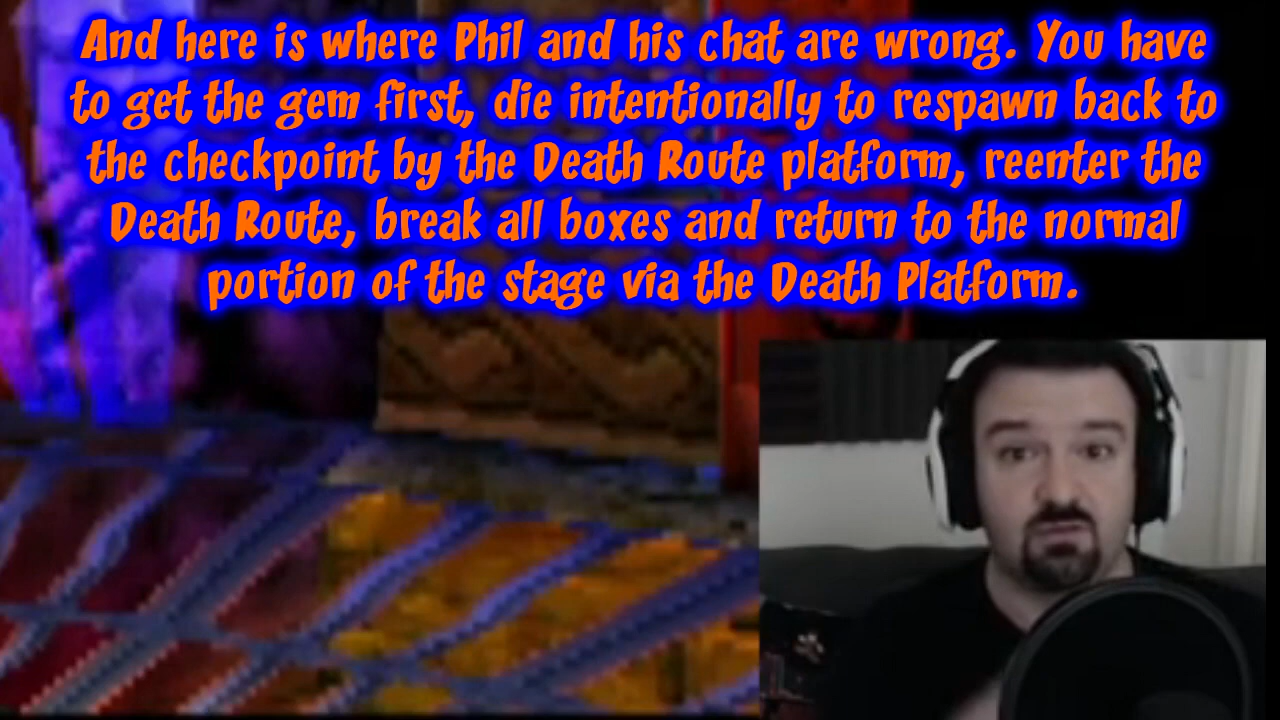 And here is where Phil and his chat are wrong. You have
to get the gem first, die intentionally to respawn back to
the checkpoint by the Death Route platform, reenter the
Death Route, break all boxes and return to the normal
portion of the stage via the Death Platform.